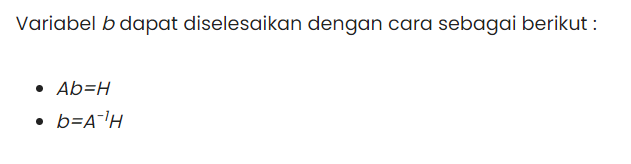 Variabel b dapat diselesaikan dengan cara sebagai berikut :
• Ab=H
• b=A⁻¹H